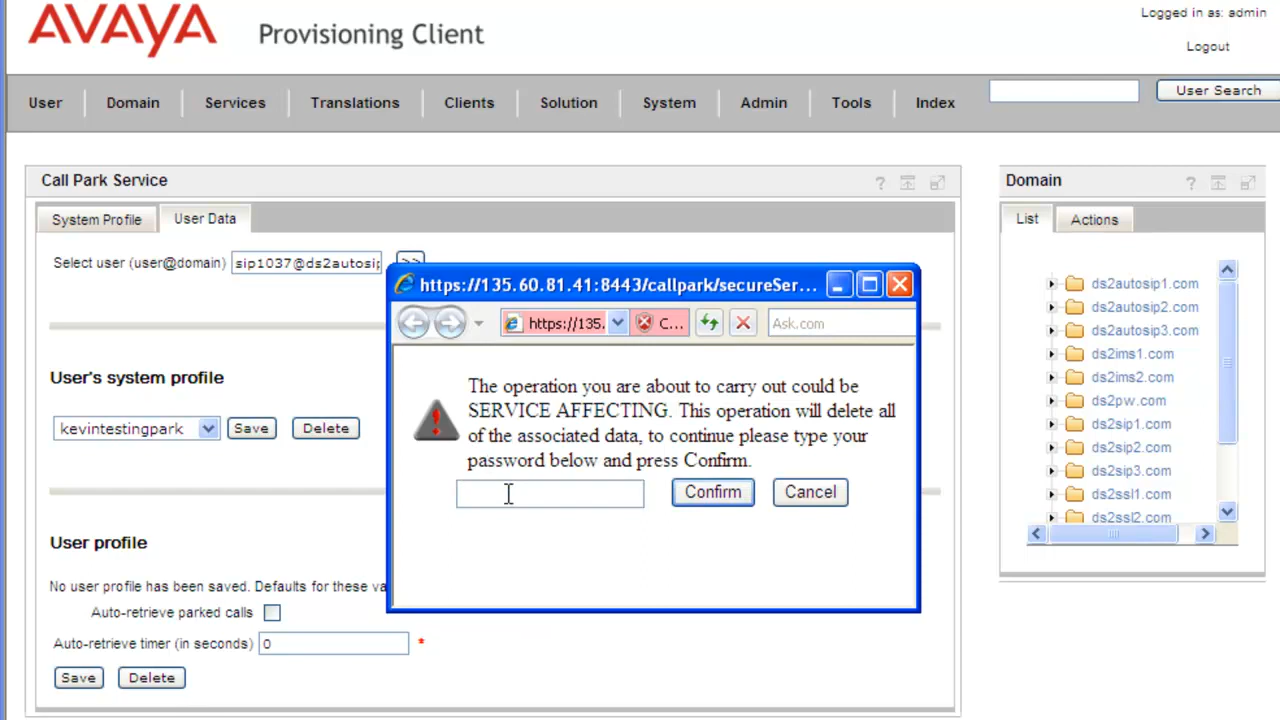 Logged in as: admin
AVAYA Provisioning Client
Logout
User Domain Services Translations Clients Solution System Admin Tools Index User Search
Call Park Service ?
System Profile User Data
Select user (user@domain) sip1037@ds2autosip >>
User's system profile
kevintestingpark Save Delete
User profile
No user profile has been saved. Defaults for these va
Auto-retrieve parked calls
Auto-retrieve timer (in seconds) 0 *
Save Delete
https://135.60.81.41:8443/callpark/secureSer...
https://135. C... Ask.com
The operation you are about to carry out could be
SERVICE AFFECTING. This operation will delete all
of the associated data, to continue please type your
password below and press Confirm.
Confirm Cancel
Domain ?
List Actions
ds2autosip1.com
ds2autosip2.com
ds2autosip3.com
ds2ims1.com
ds2ims2.com
ds2pw.com
ds2sip1.com
ds2sip2.com
ds2sip3.com
ds2ssl1.com
ds2ssl2.com